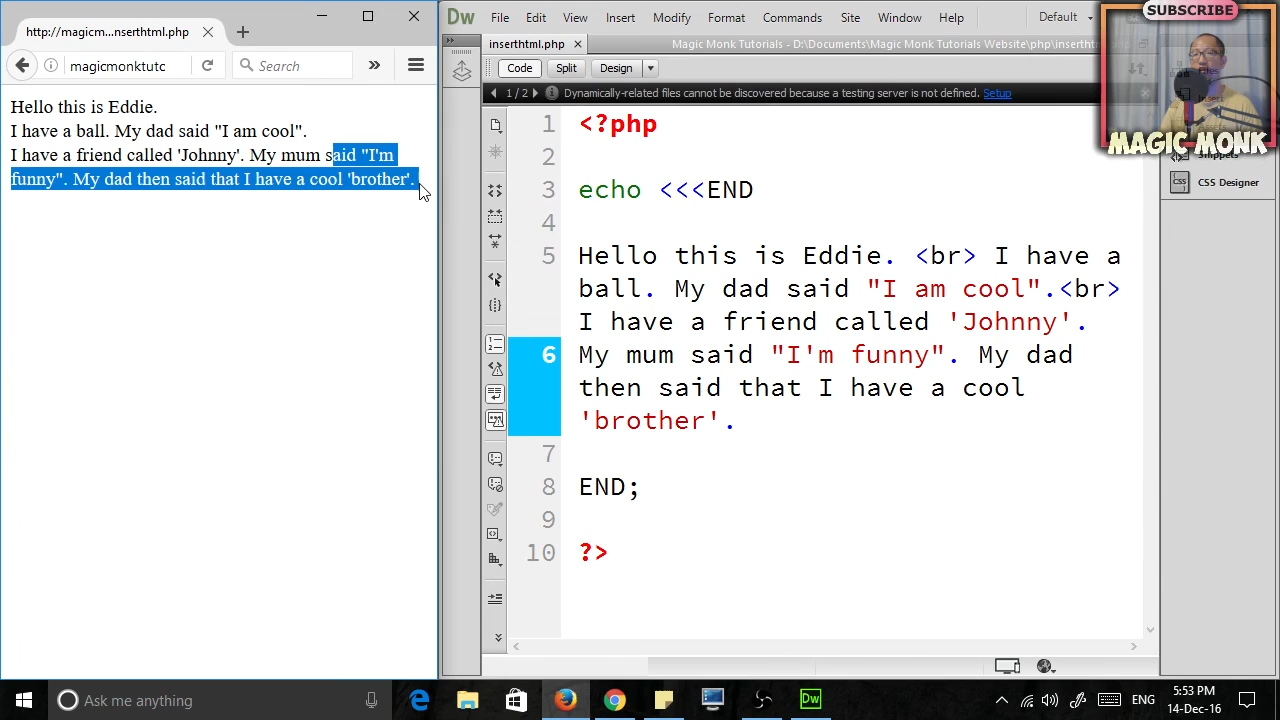 http://magicm...nserthtml.php
magicmonktutc
Search
Hello this is Eddie.
I have a ball. My dad said "I am cool".
I have a friend called 'Johnny'. My mum said "I'm
funny". My dad then said that I have a cool 'brother'.
Dw File Edit View Insert Modify Format Commands Site Window Help Default
inserthtml.php
Magic Monk Tutorials - D:\Documents\Magic Monk Tutorials Website\php\inserthtml
Code Split Design
1 / 2 Dynamically-related files cannot be discovered because a testing server is not defined. Setup
1 <?php
2
3 echo <<<END
4
5 Hello this is Eddie. <br> I have a
ball. My dad said "I am cool".<br>
I have a friend called 'Johnny'.
6 My mum said "I'm funny". My dad
then said that I have a cool
'brother'.
7
8 END;
9
10 ?>
SUBSCRIBE
Files
Insert
MAGIC MONK
Snippets
CSS Designer
Ask me anything
Dw
ENG
5:53 PM
14-Dec-16